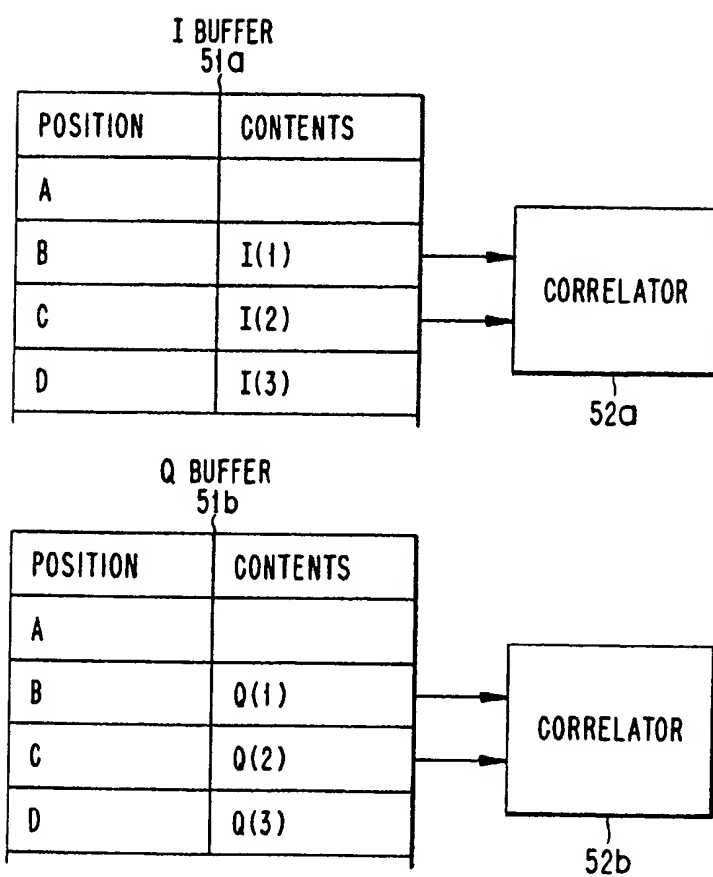 I BUFFER
51a
POSITION CONTENTS
A
B I(1)
C I(2)
D I(3)
CORRELATOR
52a
Q BUFFER
51b
POSITION CONTENTS
A
B Q(1)
C Q(2)
D Q(3)
CORRELATOR
52b